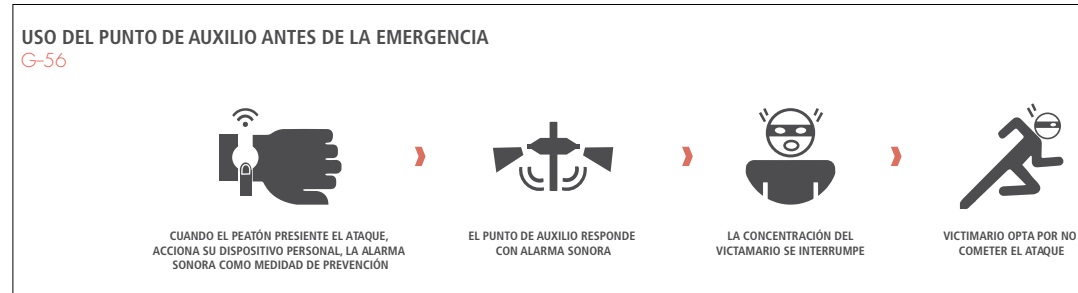 USO DEL PUNTO DE AUXILIO ANTES DE LA EMERGENCIA
G-56
CUANDO EL PEATÓN PRESIENTE EL ATAQUE,
ACCIONA SU DISPOSITIVO PERSONAL, LA ALARMA
SONORA COMO MEDIDAD DE PREVENCIÓN
EL PUNTO DE AUXILIO RESPONDE
CON ALARMA SONORA
LA CONCENTRACIÓN DEL
VICTAMARIO SE INTERRUMPE
VICTIMARIO OPTA POR NO
COMETER EL ATAQUE